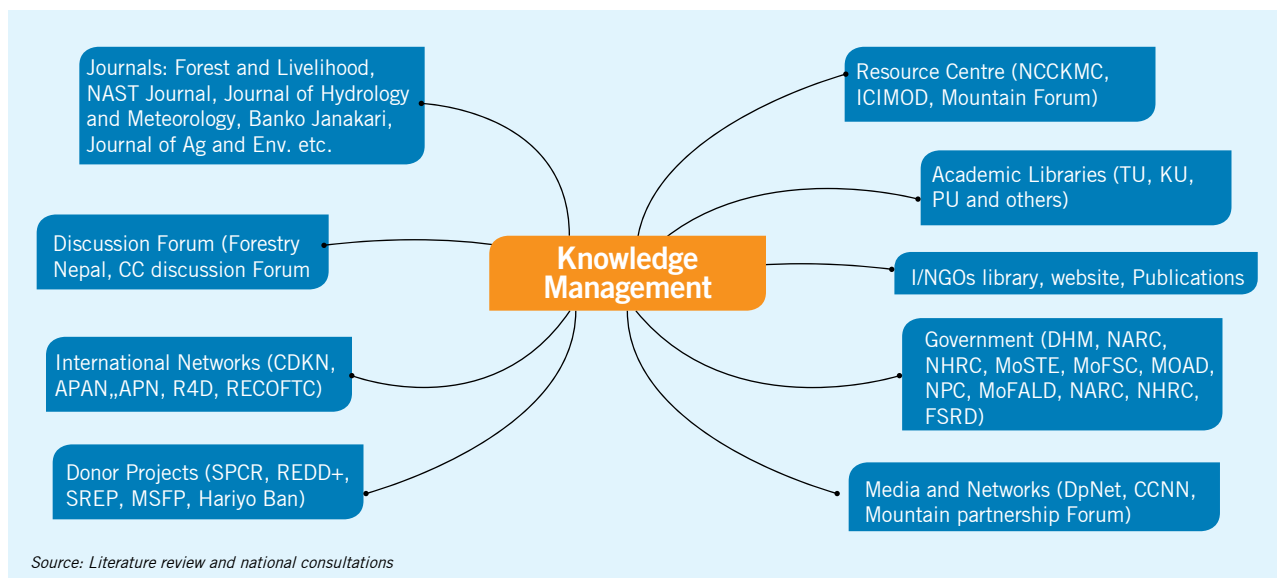 Journals: Forest and Livelihood,
NAST Journal, Journal of Hydrology
and Meteorology, Banko Janakari,
Journal of Ag and Env. etc.
Discussion Forum (Forestry
Nepal, CC discussion Forum
International Networks (CDKN,
APAN,,APN, R4D, RECOFTC)
Donor Projects (SPCR, REDD+,
SREP, MSFP, Hariyo Ban)
Knowledge
Management
Resource Centre (NCCKMC,
ICIMOD, Mountain Forum)
Academic Libraries (TU, KU,
PU and others)
I/NGOs library, website, Publications
Government (DHM, NARC,
NHRC, MoSTE, MoFSC, MOAD,
NPC, MoFALD, NARC, NHRC,
FSRD)
Media and Networks (DpNet, CCNN,
Mountain partnership Forum)
Source: Literature review and national consultations